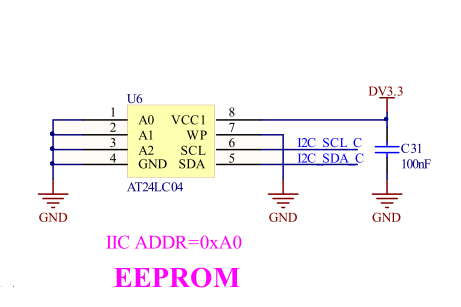 DV3.3
U6
1 A0 VCC1 8
2 A1 WP 7
3 A2 SCL 6 I2C_SCL_C
4 GND SDA 5 I2C_SDA_C
C31
100nF
AT24LC04
GND GND GND
IIC ADDR=0xA0
EEPROM